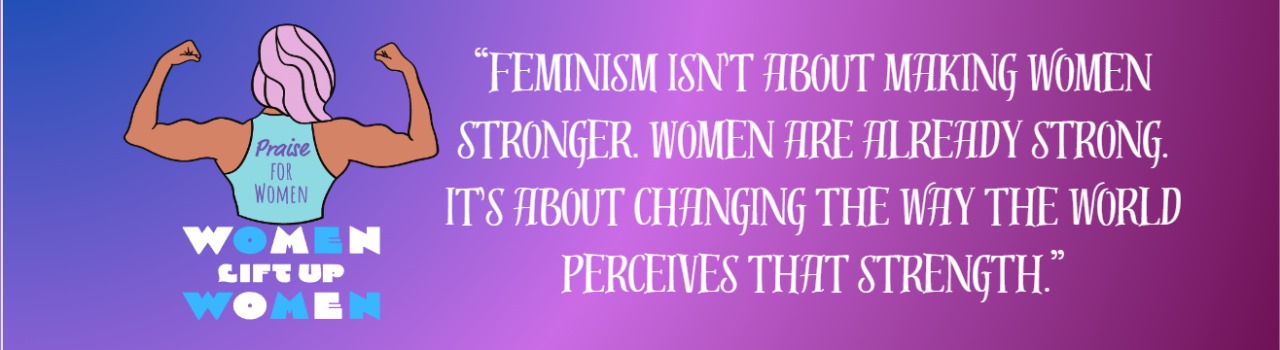 Praise
FOR
WOMEN
WOMEN
LIFT UP
WOMEN
“FEMINISM ISN'T ABOUT MAKING WOMEN
STRONGER. WOMEN ARE ALREADY STRONG.
IT'S ABOUT CHANGING THE WAY THE WORLD
PERCEIVES THAT STRENGTH.”